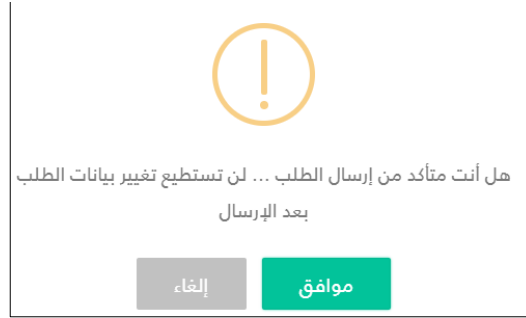 هل أنت متأكد من إرسال الطلب ... لن تستطيع تغيير بيانات الطلب
بعد الإرسال
موافق
إلغاء